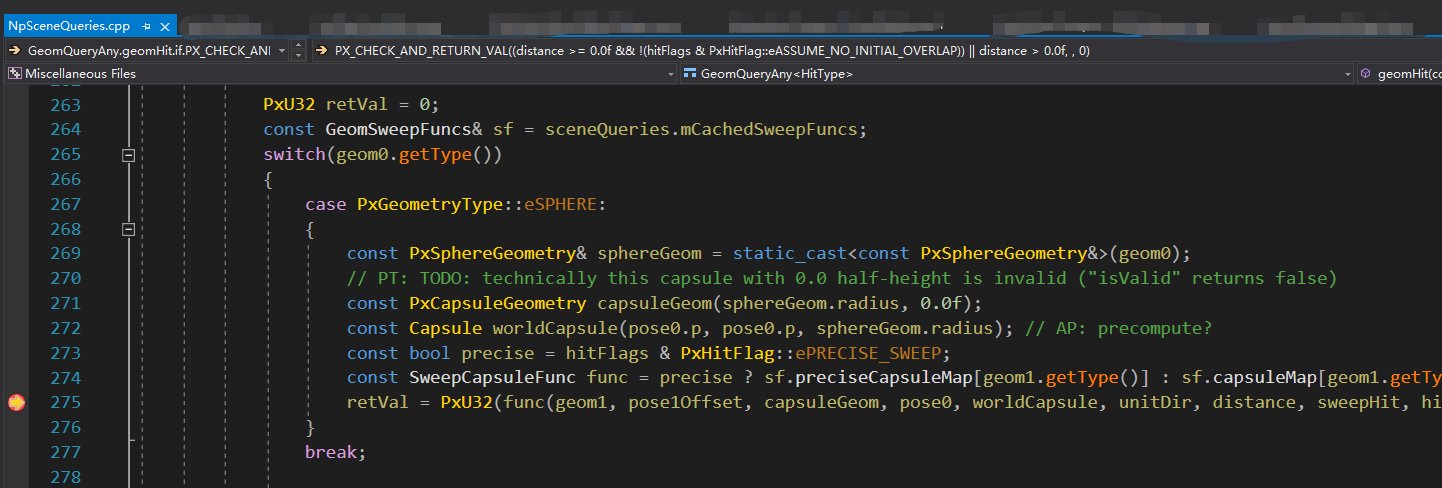 NpSceneQueries.cpp
GeomQueryAny.geomHit.if.PX_CHECK_ANI PX_CHECK_AND_RETURN_VAL((distance >= 0.0f && !(hitFlags & PxHitFlag::eASSUME_NO_INITIAL_OVERLAP)) || distance > 0.0f, , 0)
Miscellaneous Files GeomQueryAny<HitType> geomHit(co
263 PxU32 retVal = 0;
264 const GeomSweepFuncs& sf = sceneQueries.mCachedSweepFuncs;
265 switch(geom0.getType())
266 {
267 case PxGeometryType::eSPHERE:
268 {
269 const PxSphereGeometry& sphereGeom = static_cast<const PxSphereGeometry&>(geom0);
270 // PT: TODO: technically this capsule with 0.0 half-height is invalid ("isValid" returns false)
271 const PxCapsuleGeometry capsuleGeom(sphereGeom.radius, 0.0f);
272 const Capsule worldCapsule(pose0.p, pose0.p, sphereGeom.radius); // AP: precompute?
273 const bool precise = hitFlags & PxHitFlag::ePRECISE_SWEEP;
274 const SweepCapsuleFunc func = precise ? sf.preciseCapsuleMap[geom1.getType()] : sf.capsuleMap[geom1.getTy
275 retVal = PxU32(func(geom1, pose1Offset, capsuleGeom, pose0, worldCapsule, unitDir, distance, sweepHit, hi
276 }
277 break;
278